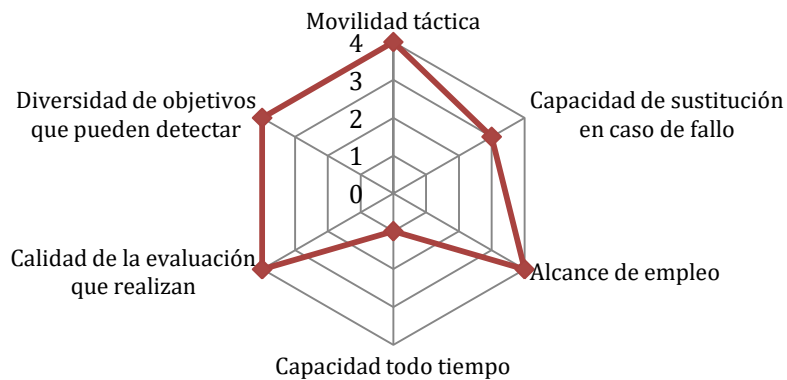 Movilidad táctica
4
3
2
1
0
Capacidad de sustitución
en caso de fallo
Alcance de empleo
Capacidad todo tiempo
Calidad de la evaluación
que realizan
Diversidad de objetivos
que pueden detectar